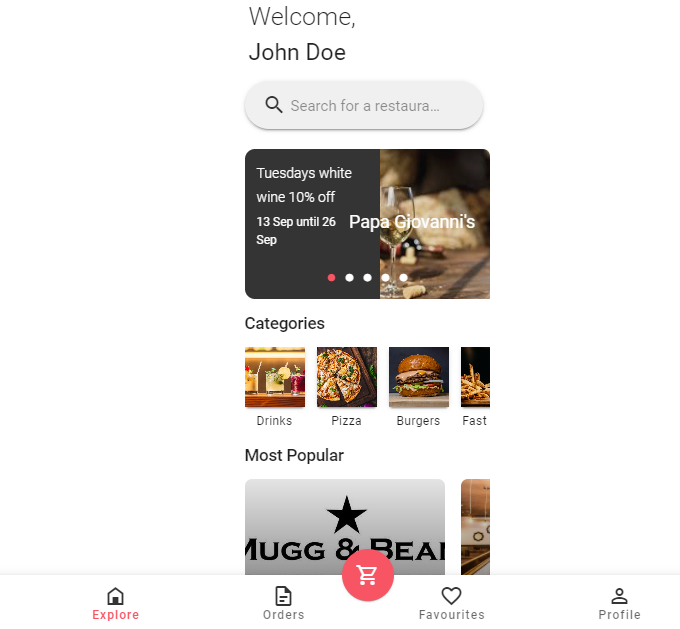 Welcome,
John Doe
Search for a restaura...
Tuesdays white
wine 10% off
13 Sep until 26
Sep
Papa Giovanni's
Categories
Drinks
Pizza
Burgers
Fast
Most Popular
MUGG & BEAN
Explore
Orders
Favourites
Profile